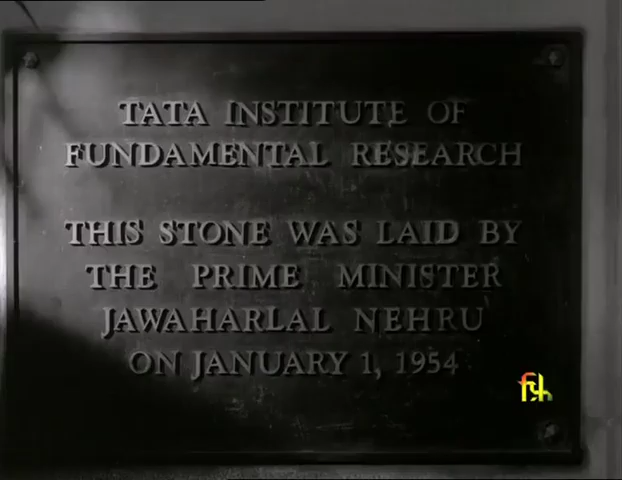 TATA INSTITUTE OF
FUNDAMENTAL RESEARCH
THIS STONE WAS LAID BY
THE PRIME MINISTER
JAWAHARLAL NEHRU
ON JANUARY 1, 1954